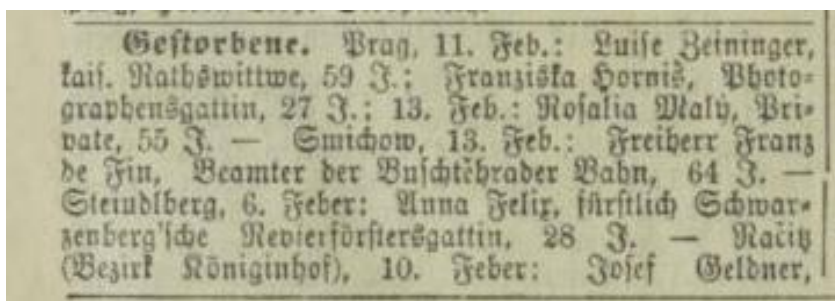 Gestorbene. Prag, 11. Feb.: Luise Zeininger,
kais. Rathswittwe, 59 J.; Franziska Horniš, Photo-
graphensgattin, 27 J.; 13. Feb.: Rosalia Malý, Pri-
vate, 55 J. — Smichow, 13. Feb.: Freiherr Franz
de Fin, Beamter der Buschtěhrader Bahn, 64 J. —
Steindlberg, 6. Feber: Anna Felix, fürstlich Schwar-
zenberg'sche Revierförstersgattin, 28 J. — Račitz
(Bezirk Königinhof), 10. Feber: Josef Geldner,